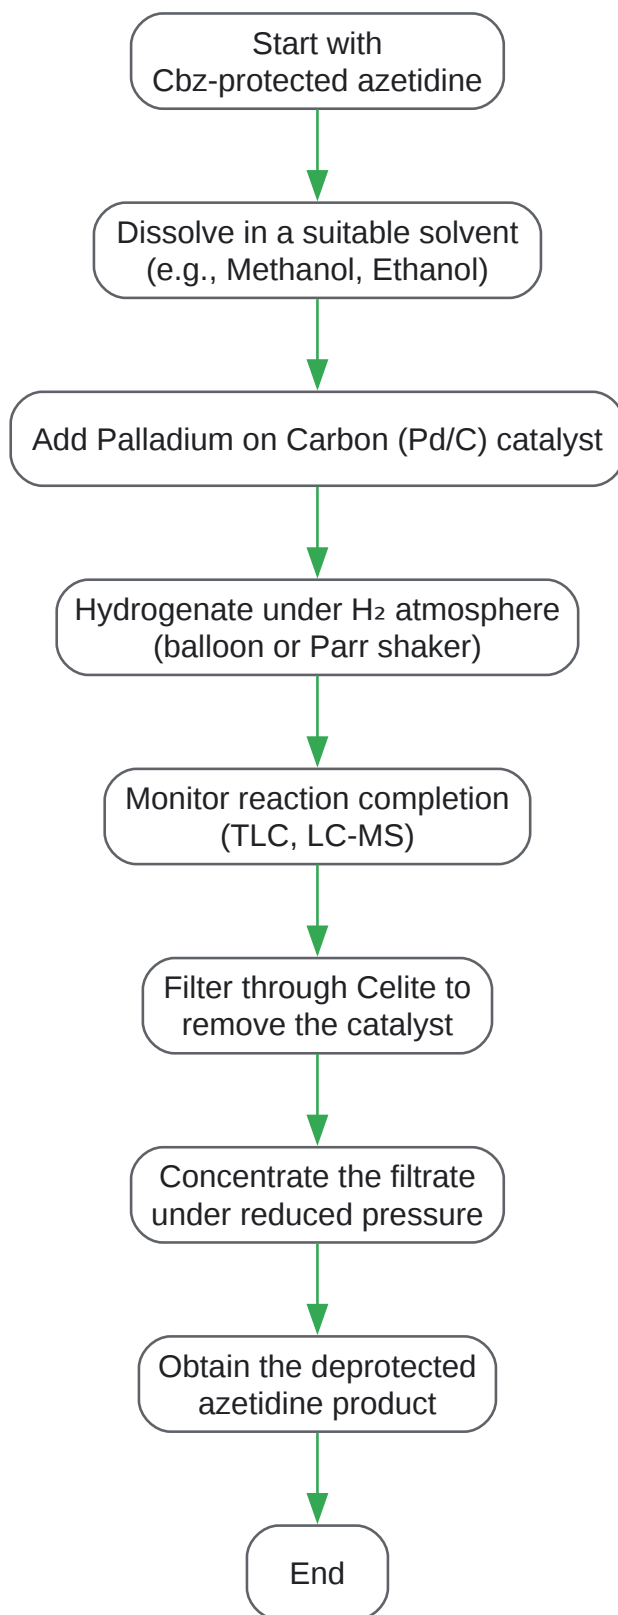 Start with
Cbz-protected azetidine
Dissolve in a suitable solvent
(e.g., Methanol, Ethanol)
Add Palladium on Carbon (Pd/C) catalyst
Hydrogenate under H₂ atmosphere
(balloon or Parr shaker)
Monitor reaction completion
(TLC, LC-MS)
Filter through Celite to
remove the catalyst
Concentrate the filtrate
under reduced pressure
Obtain the deprotected
azetidine product
End